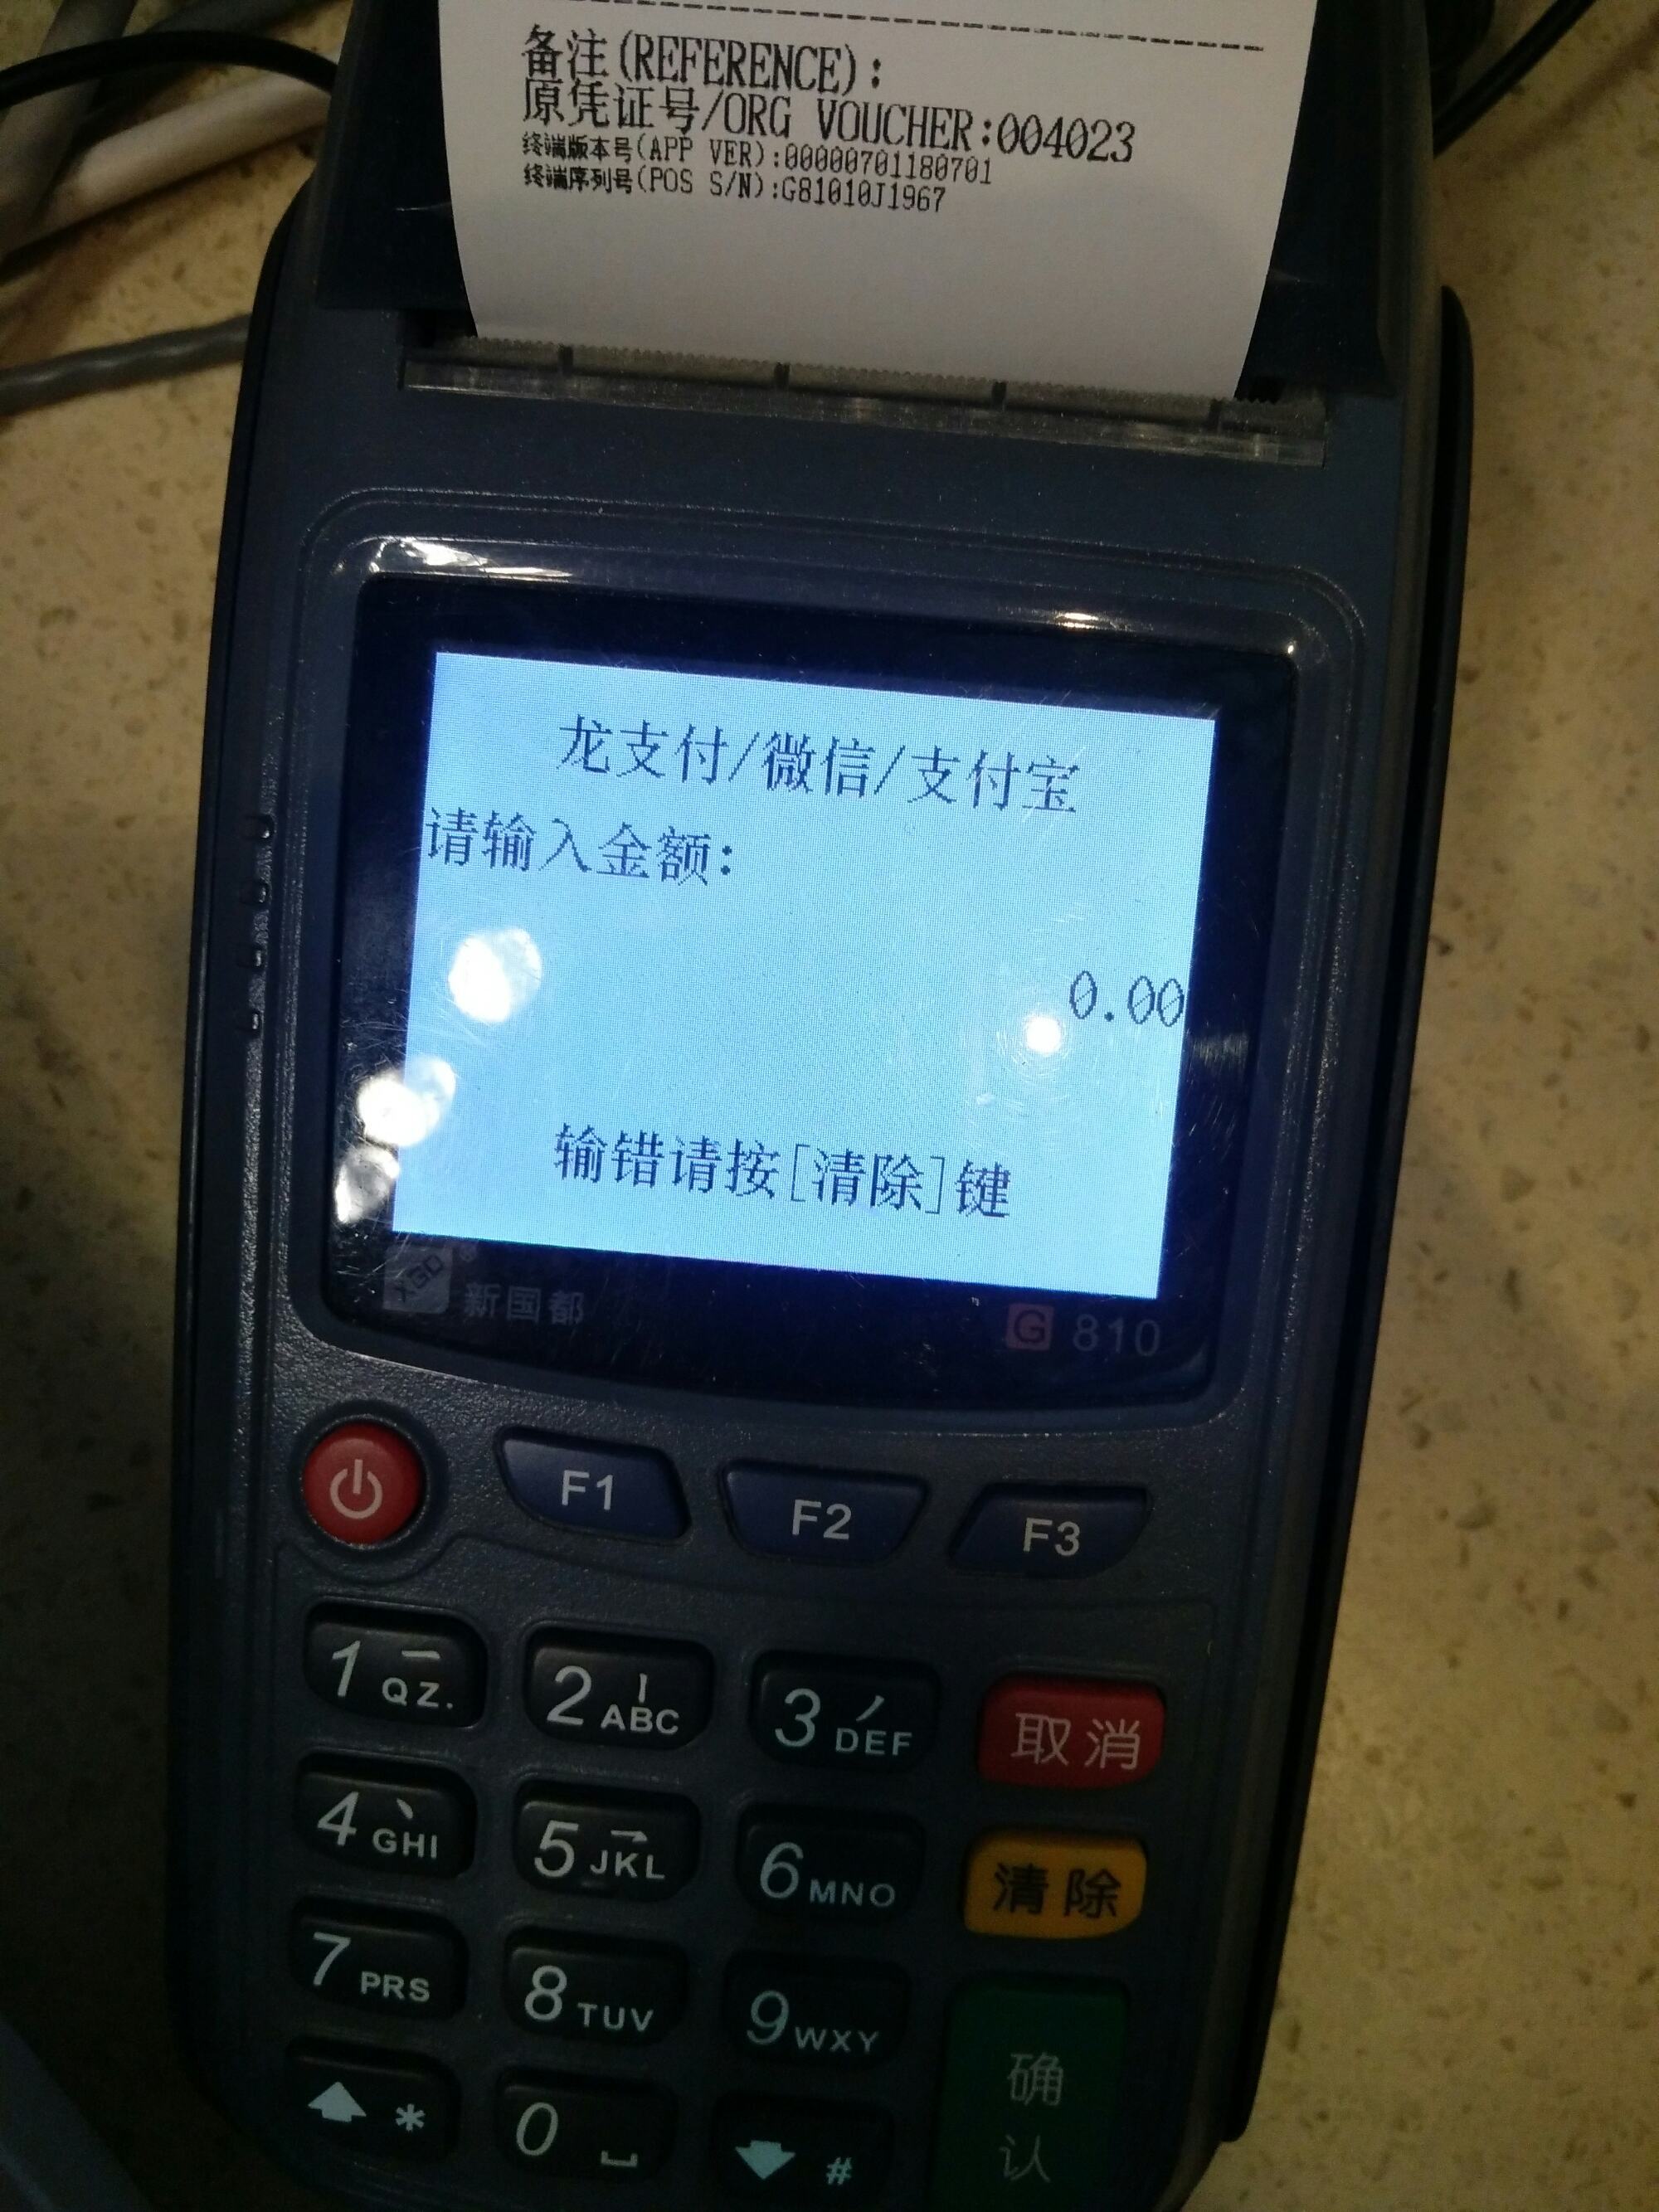 备注(REFERENCE):
原凭证号/ORG VOUCHER:004023
终端版本号(APP VER):00000701180701
终端序列号(POS S/N):G81010J1967
龙支付/微信/支付宝
请输入金额:
0.00
输错请按[清除]键
新国都
G 810
F1
F2
F3
1 QZ.
2 ABC
3 DEF
取消
4 GHI
5 JKL
6 MNO
清除
7 PRS
8 TUV
9 WXY
确认
*
0
#